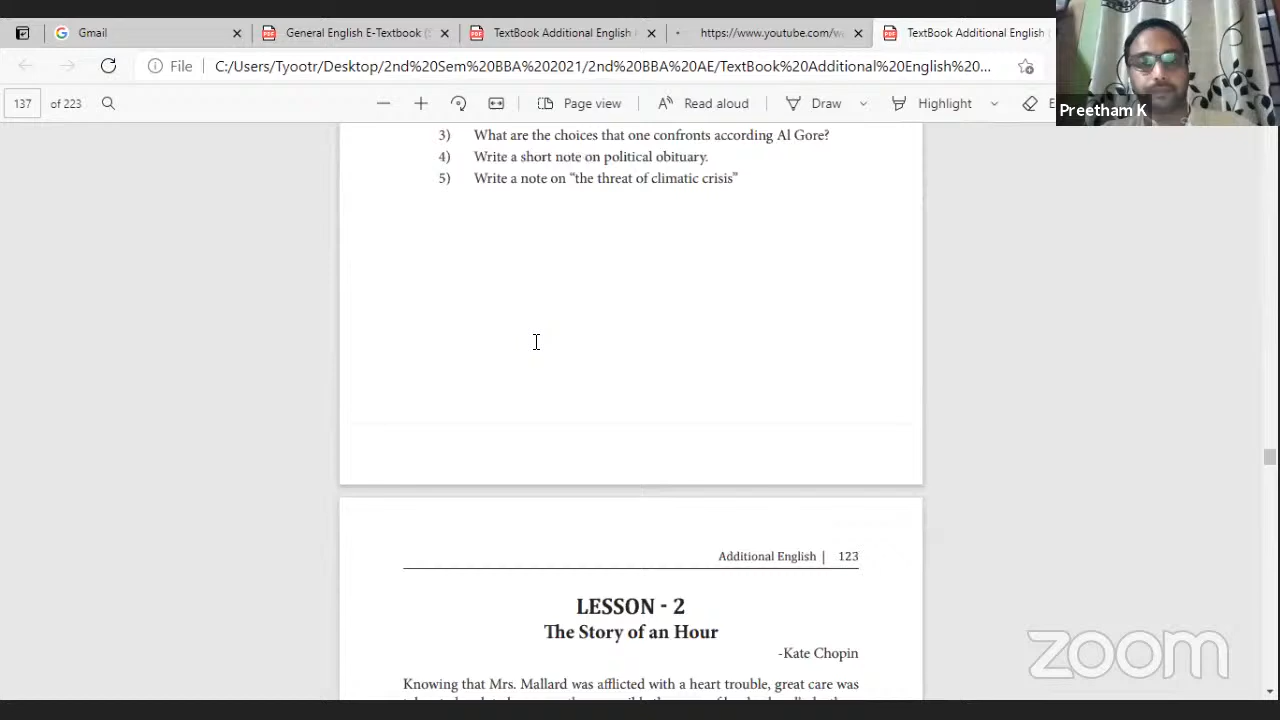 Gmail
General English E-Textbook (
TextBook Additional English
https://www.youtube.com/w
TextBook Additional English
File
C:/Users/Tyootr/Desktop/2nd%20Sem%20BBA%202021/2nd%20BBA%20AE/TextBook%20Additional%20English%20...
137 of 223
Page view
Read aloud
Draw
Highlight
Preetham K
3) What are the choices that one confronts according Al Gore?
4) Write a short note on political obituary.
5) Write a note on “the threat of climatic crisis”
Additional English | 123
LESSON - 2
The Story of an Hour
-Kate Chopin
Knowing that Mrs. Mallard was afflicted with a heart trouble, great care was
zoom